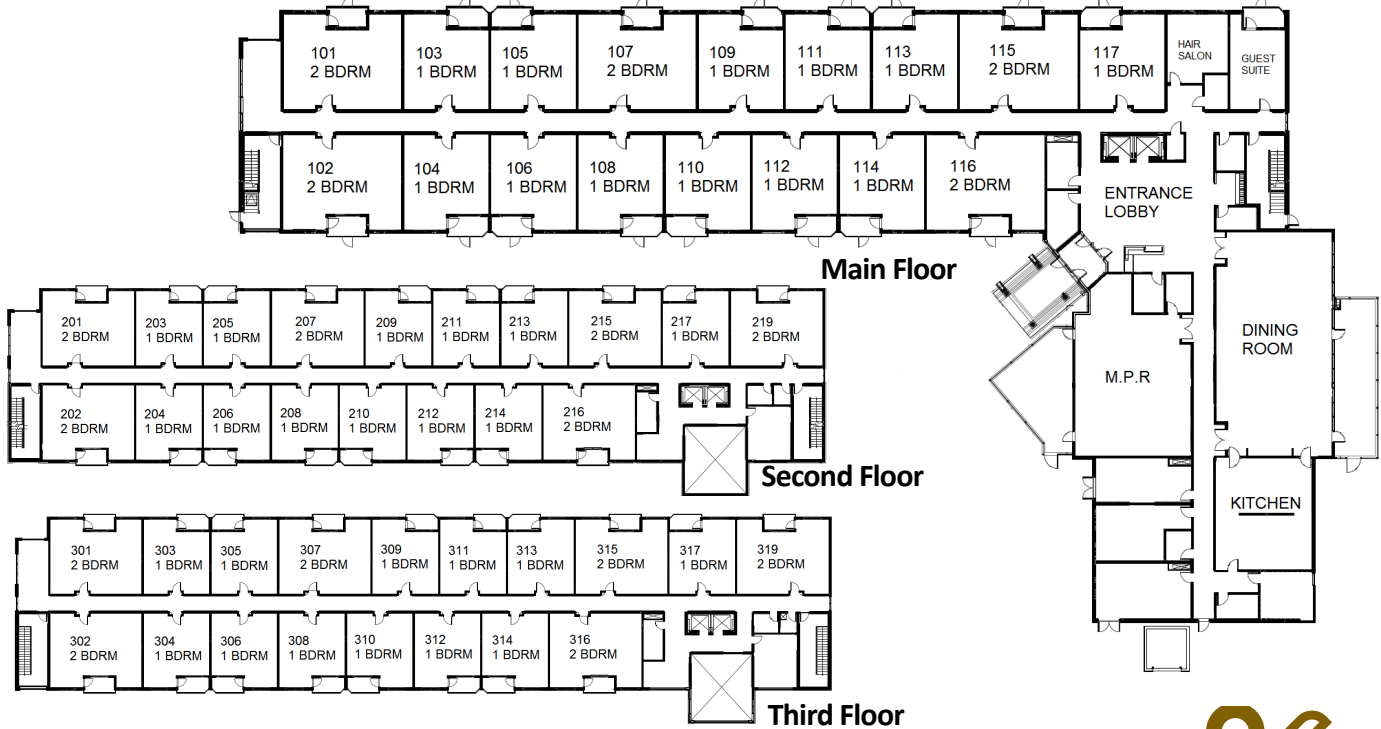 101
2 BDRM
103
1 BDRM
105
1 BDRM
107
2 BDRM
109
1 BDRM
111
1 BDRM
113
1 BDRM
115
2 BDRM
117
1 BDRM
HAIR
SALON
GUEST
SUITE
102
2 BDRM
104
1 BDRM
106
1 BDRM
108
1 BDRM
110
1 BDRM
112
1 BDRM
114
1 BDRM
116
2 BDRM
ENTRANCE
LOBBY
Main Floor
DINING
ROOM
M.P.R
KITCHEN
201
2 BDRM
203
1 BDRM
205
1 BDRM
207
2 BDRM
209
1 BDRM
211
1 BDRM
213
1 BDRM
215
2 BDRM
217
1 BDRM
219
2 BDRM
202
2 BDRM
204
1 BDRM
206
1 BDRM
208
1 BDRM
210
1 BDRM
212
1 BDRM
214
1 BDRM
216
2 BDRM
Second Floor
301
2 BDRM
303
1 BDRM
305
1 BDRM
307
2 BDRM
309
1 BDRM
311
1 BDRM
313
1 BDRM
315
2 BDRM
317
1 BDRM
319
2 BDRM
302
2 BDRM
304
1 BDRM
306
1 BDRM
308
1 BDRM
310
1 BDRM
312
1 BDRM
314
1 BDRM
316
2 BDRM
Third Floor